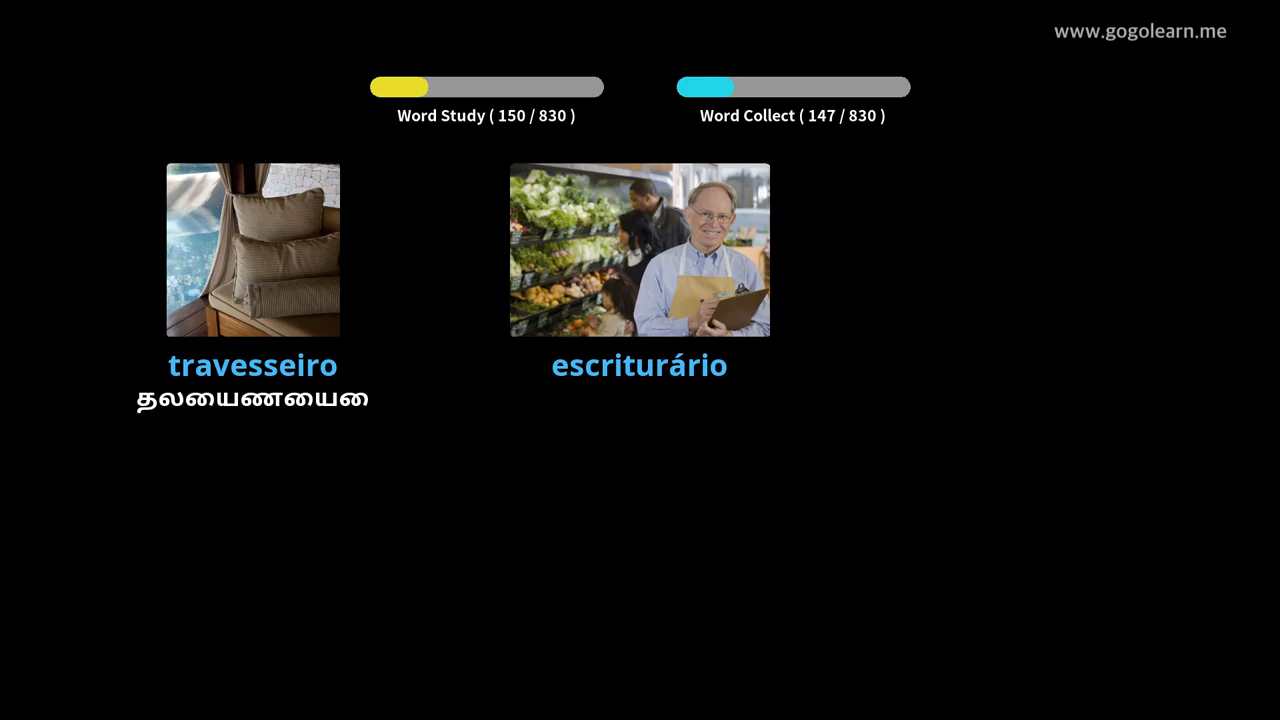 www.gogolearn.me
Word Study ( 150 / 830 )
Word Collect ( 147 / 830 )
travesseiro
தலையணையை
escriturário